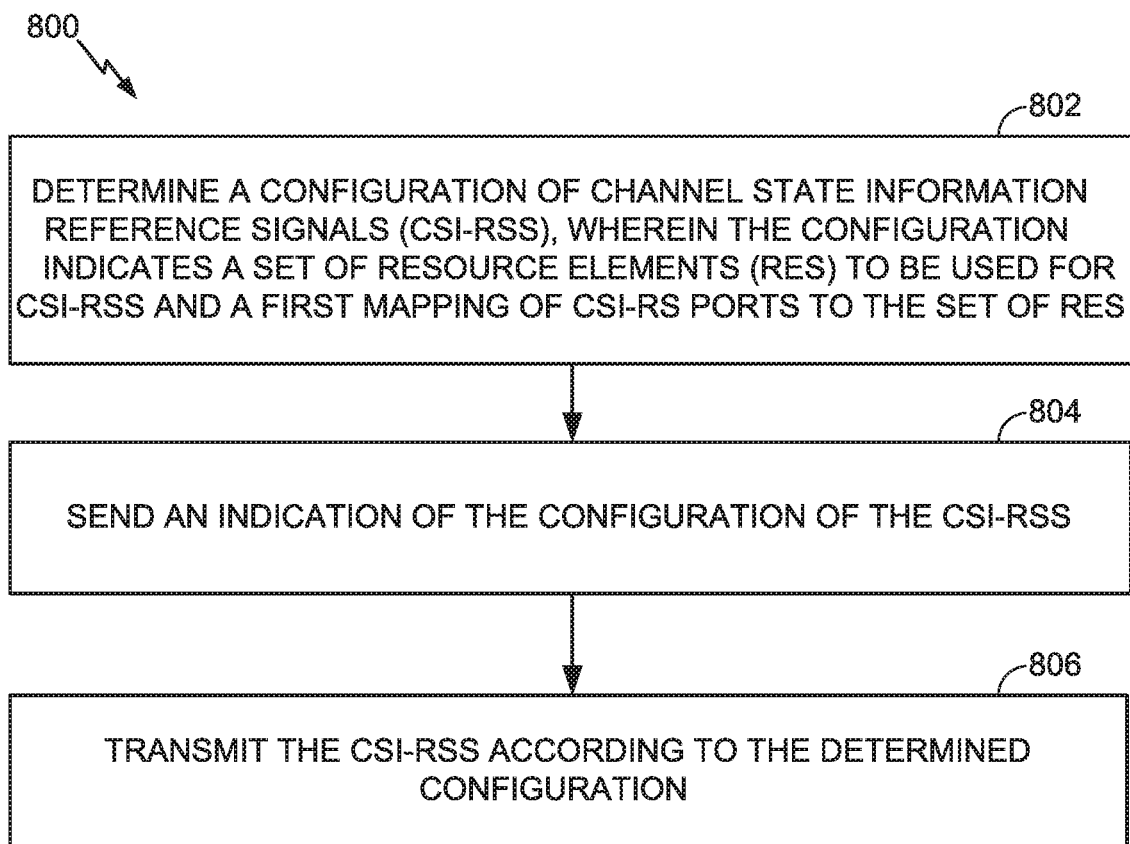 800
802
DETERMINE A CONFIGURATION OF CHANNEL STATE INFORMATION
REFERENCE SIGNALS (CSI-RSS), WHEREIN THE CONFIGURATION
INDICATES A SET OF RESOURCE ELEMENTS (RES) TO BE USED FOR
CSI-RSS AND A FIRST MAPPING OF CSI-RS PORTS TO THE SET OF RES
804
SEND AN INDICATION OF THE CONFIGURATION OF THE CSI-RSS
806
TRANSMIT THE CSI-RSS ACCORDING TO THE DETERMINED
CONFIGURATION